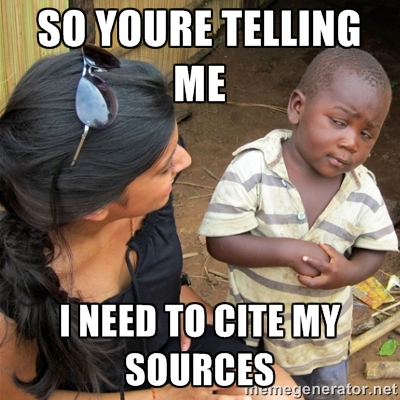 SO YOURE TELLING
ME
I NEED TO CITE MY
SOURCES
memegenerator.net